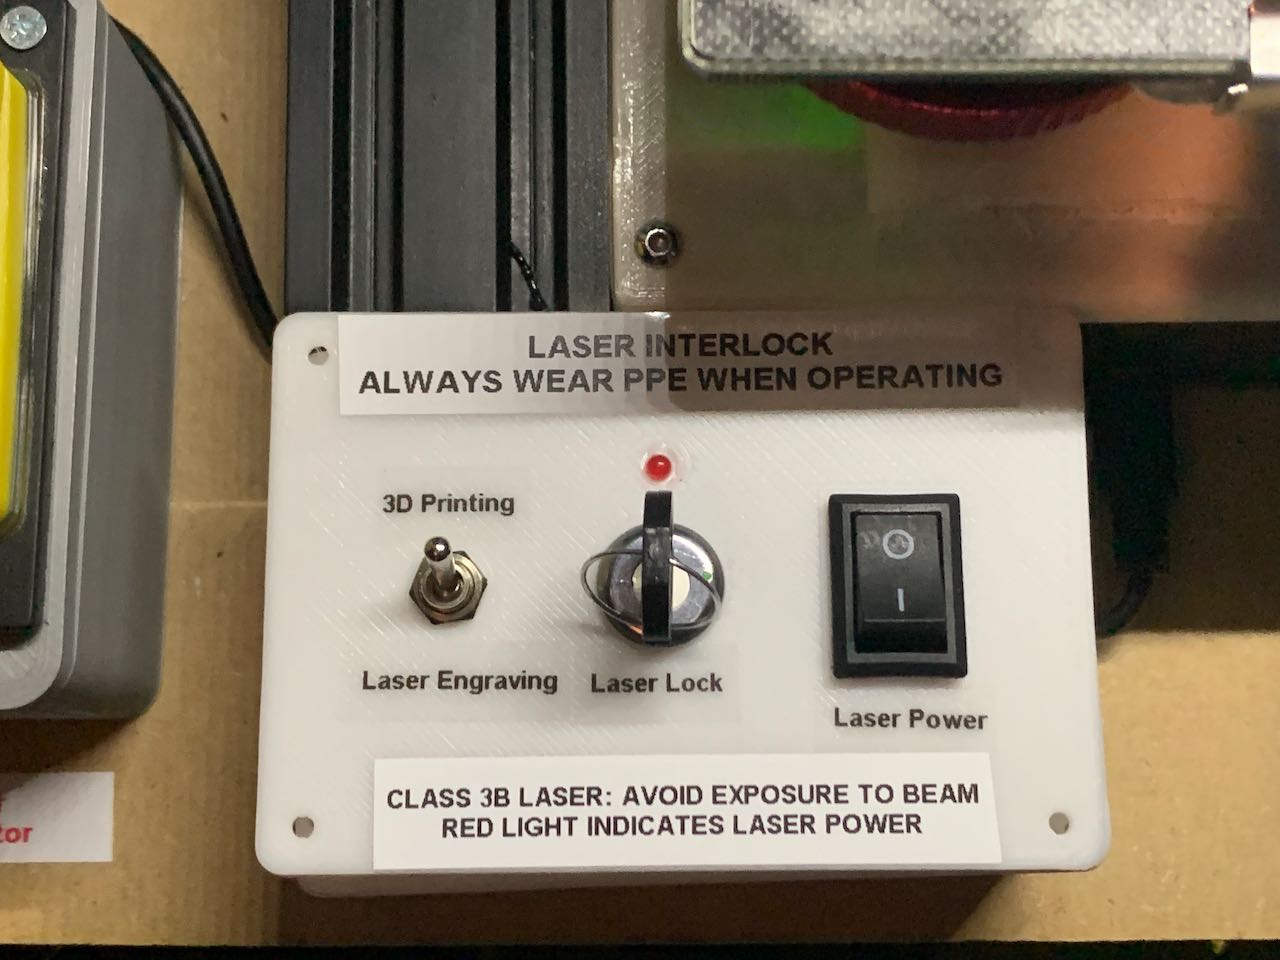 LASER INTERLOCK
ALWAYS WEAR PPE WHEN OPERATING
3D Printing
Laser Engraving
Laser Lock
Laser Power
CLASS 3B LASER: AVOID EXPOSURE TO BEAM
RED LIGHT INDICATES LASER POWER
tor